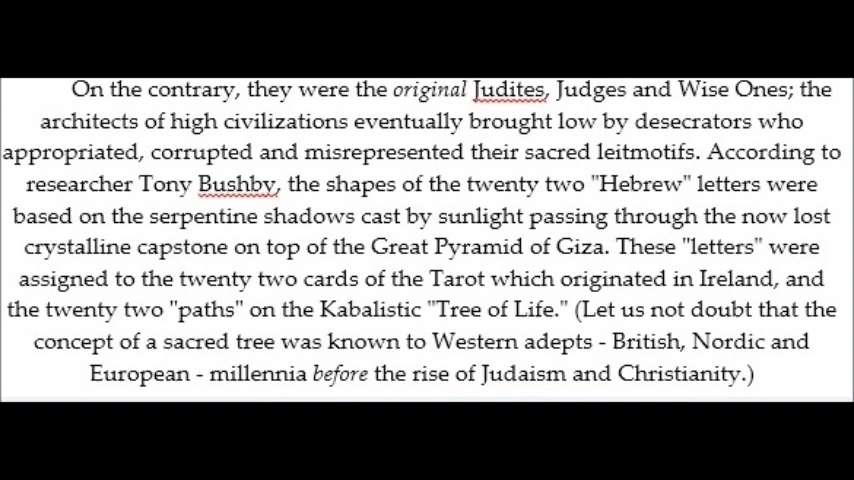 On the contrary, they were the original Judites, Judges and Wise Ones; the
architects of high civilizations eventually brought low by desecrators who
appropriated, corrupted and misrepresented their sacred leitmotifs. According to
researcher Tony Bushby, the shapes of the twenty two "Hebrew" letters were
based on the serpentine shadows cast by sunlight passing through the now lost
crystalline capstone on top of the Great Pyramid of Giza. These "letters" were
assigned to the twenty two cards of the Tarot which originated in Ireland, and
the twenty two "paths" on the Kabalistic "Tree of Life." (Let us not doubt that the
concept of a sacred tree was known to Western adepts - British, Nordic and
European - millennia before the rise of Judaism and Christianity.)